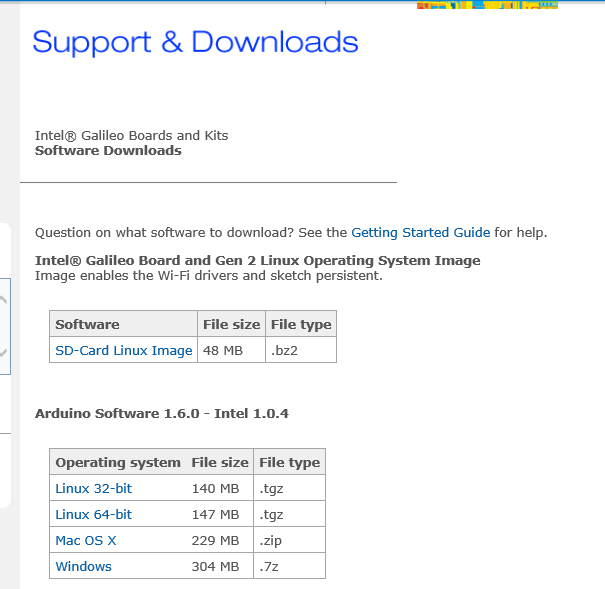 Support & Downloads
Intel® Galileo Boards and Kits
Software Downloads
Question on what software to download? See the Getting Started Guide for help.
Intel® Galileo Board and Gen 2 Linux Operating System Image
Image enables the Wi-Fi drivers and sketch persistent.
Software File size File type
SD-Card Linux Image 48 MB .bz2
Arduino Software 1.6.0 - Intel 1.0.4
Operating system File size File type
Linux 32-bit 140 MB .tgz
Linux 64-bit 147 MB .tgz
Mac OS X 229 MB .zip
Windows 304 MB .7z